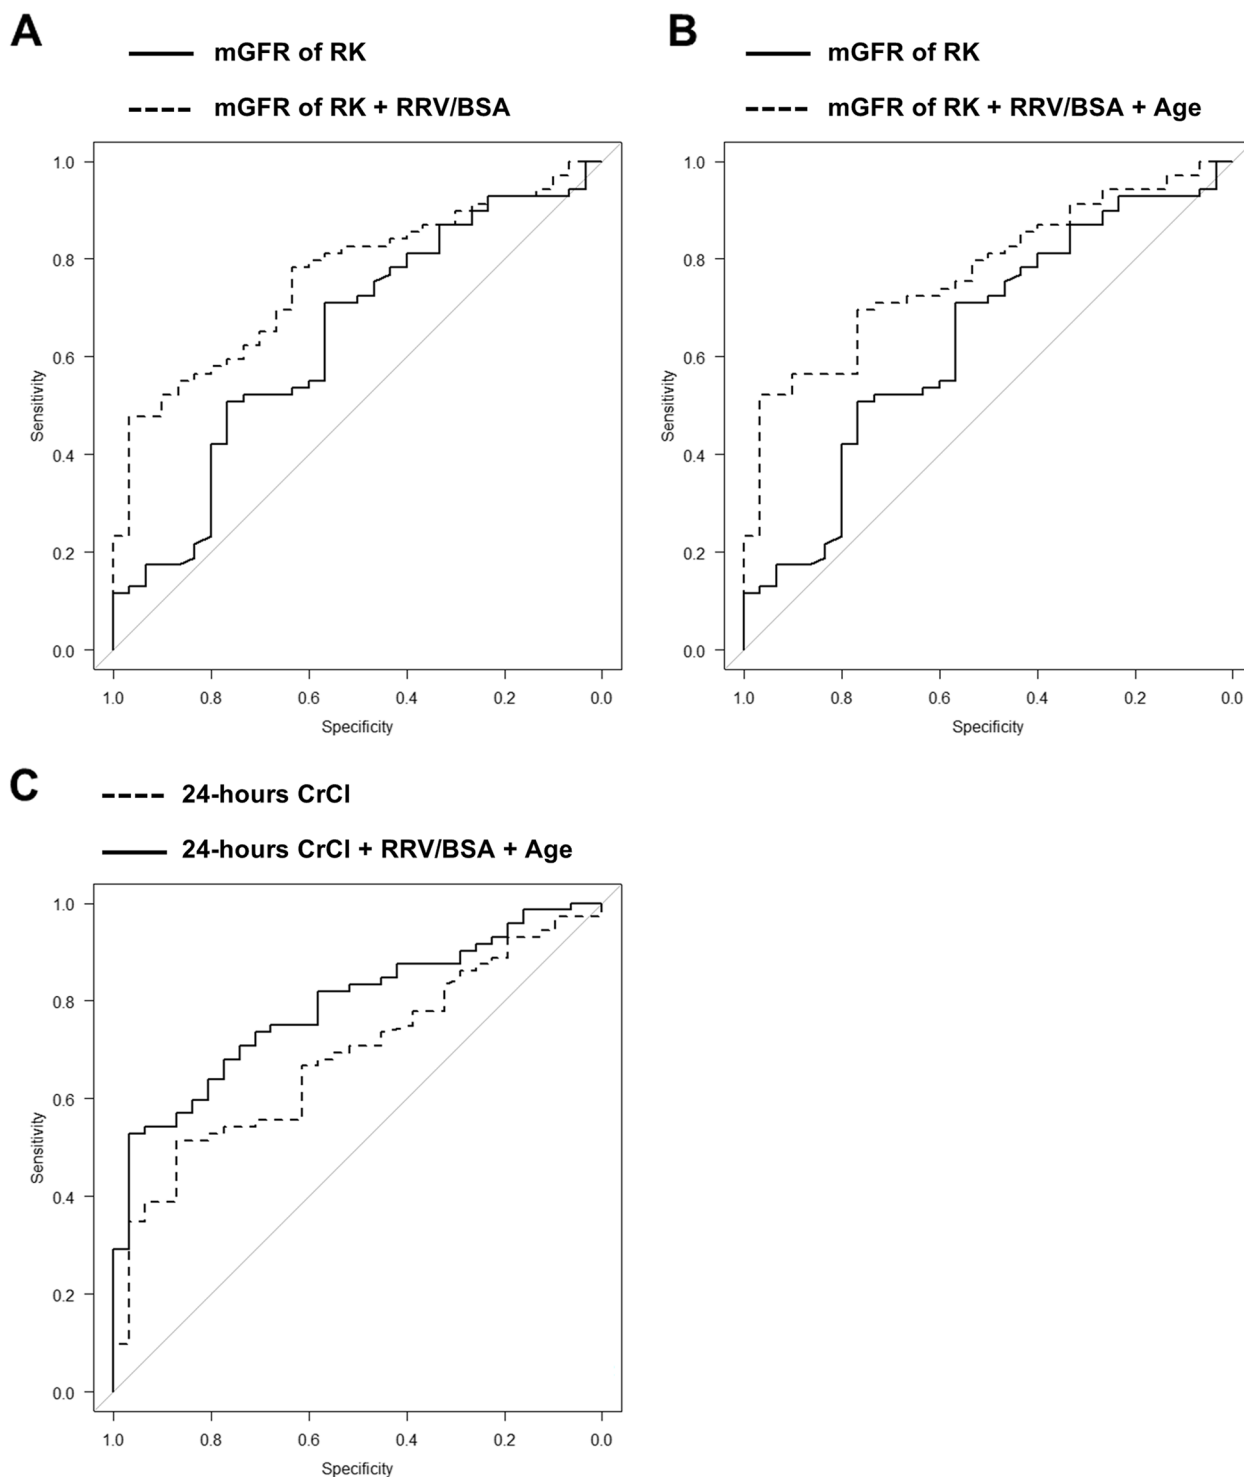 A
mGFR of RK
mGFR of RK + RRV/BSA
1.0
0.8
0.6
0.4
0.2
0.0
Sensitivity
1.0 0.8 0.6 0.4 0.2 0.0
Specificity
B
mGFR of RK
mGFR of RK + RRV/BSA + Age
1.0
0.8
0.6
0.4
0.2
0.0
Sensitivity
1.0 0.8 0.6 0.4 0.2 0.0
Specificity
C
24-hours CrCl
24-hours CrCl + RRV/BSA + Age
1.0
0.8
0.6
0.4
0.2
0.0
Sensitivity
1.0 0.8 0.6 0.4 0.2 0.0
Specificity